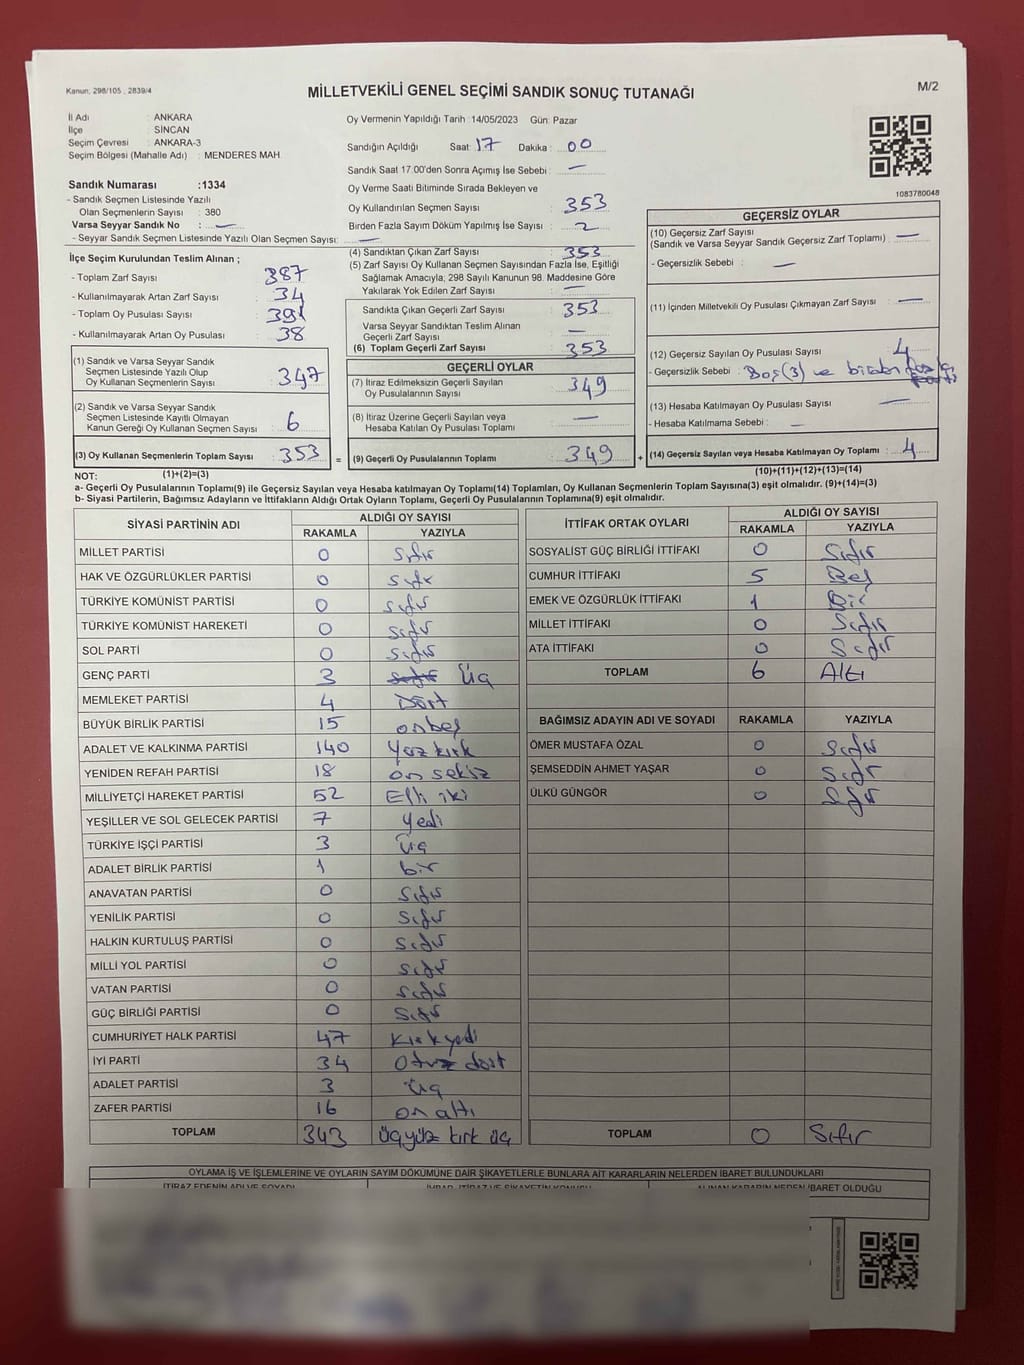 Kanun; 298/105 , 2839/4
M/2
MİLLETVEKİLİ GENEL SEÇİMİ SANDIK SONUÇ TUTANAĞI
İl Adı : ANKARA
İlçe : SİNCAN
Seçim Çevresi : ANKARA-3
Seçim Bölgesi (Mahalle Adı) : MENDERES MAH
Sandık Numarası :1334
- Sandık Seçmen Listesinde Yazılı
Olan Seçmenlerin Sayısı : 380
Varsa Seyyar Sandık No : —
- Seyyar Sandık Seçmen Listesinde Yazılı Olan Seçmen Sayısı: —
İlçe Seçim Kurulundan Teslim Alınan ;
- Toplam Zarf Sayısı : 387
- Kullanılmayarak Artan Zarf Sayısı : 34
- Toplam Oy Pusulası Sayısı : 391
- Kullanılmayarak Artan Oy Pusulası : 38
(1) Sandık ve Varsa Seyyar Sandık
Seçmen Listesinde Yazılı Olup
Oy Kullanan Seçmenlerin Sayısı : 347
(2) Sandık ve Varsa Seyyar Sandık
Seçmen Listesinde Kayıtlı Olmayan
Kanun Gereği Oy Kullanan Seçmen Sayısı : 6
(3) Oy Kullanan Seçmenlerin Toplam Sayısı : 353
Oy Vermenin Yapıldığı Tarih :14/05/2023 Gün: Pazar
Sandığın Açıldığı Saat: 17 Dakika : 00
Sandık Saat 17.00'den Sonra Açımış İse Sebebi : —
Oy Verme Saati Bitiminde Sırada Bekleyen ve
Oy Kullandırılan Seçmen Sayısı : 353
Birden Fazla Sayım Döküm Yapılmış İse Sayısı : 2
(4) Sandıktan Çıkan Zarf Sayısı : 353
(5) Zarf Sayısı Oy Kullanan Seçmen Sayısından Fazla İse, Eşitliği
Sağlamak Amacıyla; 298 Sayılı Kanunun 98. Maddesine Göre
Yakılarak Yok Edilen Zarf Sayısı : —
Sandıkta Çıkan Geçerli Zarf Sayısı : 353
Varsa Seyyar Sandıktan Teslim Alınan
Geçerli Zarf Sayısı : —
(6) Toplam Geçerli Zarf Sayısı : 353
GEÇERLİ OYLAR
(7) İtiraz Edilmeksizin Geçerli Sayılan
Oy Pusulalarının Sayısı : 349
(8) İtiraz Üzerine Geçerli Sayılan veya
Hesaba Katılan Oy Pusulası Toplamı : —
= (9) Geçerli Oy Pusulalarının Toplamı : 349
1083780048
GEÇERSİZ OYLAR
(10) Geçersiz Zarf Sayısı
(Sandık ve Varsa Seyyar Sandık Geçersiz Zarf Toplamı) : —
- Geçersizlik Sebebi : —
(11) İçinden Milletvekili Oy Pusulası Çıkmayan Zarf Sayısı : —
(12) Geçersiz Sayılan Oy Pusulası Sayısı : 4
- Geçersizlik Sebebi : Boş(3) ve birden fazla
(13) Hesaba Katılmayan Oy Pusulası Sayısı : —
- Hesaba Katılmama Sebebi : —
+ (14) Geçersiz Sayılan veya Hesaba Katılmayan Oy Toplamı : 4
NOT: (1)+(2)=(3)
(10)+(11)+(12)+(13)=(14)
a- Geçerli Oy Pusulalarının Toplamı(9) ile Geçersiz Sayılan veya Hesaba katılmayan Oy Toplamı(14) Toplamları, Oy Kullanan Seçmenlerin Toplam Sayısına(3) eşit olmalıdır. (9)+(14)=(3)
b- Siyasi Partilerin, Bağımsız Adayların ve İttifakların Aldığı Ortak Oyların Toplamı, Geçerli Oy Pusulalarının Toplamına(9) eşit olmalıdır.
SİYASİ PARTİNİN ADI ALDIĞI OY SAYISI
RAKAMLA YAZIYLA
MİLLET PARTİSİ 0 Sıfır
HAK VE ÖZGÜRLÜKLER PARTİSİ 0 Sıfır
TÜRKİYE KOMÜNİST PARTİSİ 0 Sıfır
TÜRKİYE KOMÜNİST HAREKETİ 0 Sıfır
SOL PARTİ 0 Sıfır
GENÇ PARTİ 3 Üç
MEMLEKET PARTİSİ 4 Dört
BÜYÜK BİRLİK PARTİSİ 15 onbeş
ADALET VE KALKINMA PARTİSİ 140 Yüz kırk
YENİDEN REFAH PARTİSİ 18 on sekiz
MİLLİYETÇİ HAREKET PARTİSİ 52 Elli iki
YEŞİLLER VE SOL GELECEK PARTİSİ 7 Yedi
TÜRKİYE İŞÇİ PARTİSİ 3 Üç
ADALET BİRLİK PARTİSİ 1 bir
ANAVATAN PARTİSİ 0 Sıfır
YENİLİK PARTİSİ 0 Sıfır
HALKIN KURTULUŞ PARTİSİ 0 Sıfır
MİLLİ YOL PARTİSİ 0 Sıfır
VATAN PARTİSİ 0 Sıfır
GÜÇ BİRLİĞİ PARTİSİ 0 Sıfır
CUMHURİYET HALK PARTİSİ 47 Kırk yedi
İYİ PARTİ 34 Otuz dört
ADALET PARTİSİ 3 Üç
ZAFER PARTİSİ 16 on altı
TOPLAM 343 üçyüz kırk üç
İTTİFAK ORTAK OYLARI ALDIĞI OY SAYISI
RAKAMLA YAZIYLA
SOSYALİST GÜÇ BİRLİĞİ İTTİFAKI 0 Sıfır
CUMHUR İTTİFAKI 5 Beş
EMEK VE ÖZGÜRLÜK İTTİFAKI 1 Bir
MİLLET İTTİFAKI 0 Sıfır
ATA İTTİFAKI 0 Sıfır
TOPLAM 6 Altı
BAĞIMSIZ ADAYIN ADI VE SOYADI RAKAMLA YAZIYLA
ÖMER MUSTAFA ÖZAL 0 Sıfır
ŞEMSEDDİN AHMET YAŞAR 0 Sıfır
ÜLKÜ GÜNGÖR 0 Sıfır
TOPLAM 0 Sıfır
OYLAMA İŞ VE İŞLEMLERİNE VE OYLARIN SAYIM DÖKÜMÜNE DAİR ŞİKAYETLERLE BUNLARA AİT KARARLARIN NELERDEN İBARET BULUNDUKLARI
İTİRAZ EDENİN ADI VE SOYADI İHBAR, İTİRAZ VE ŞİKAYETİN KONUSU ALINAN KARARIN NEDEN İBARET OLDUĞU